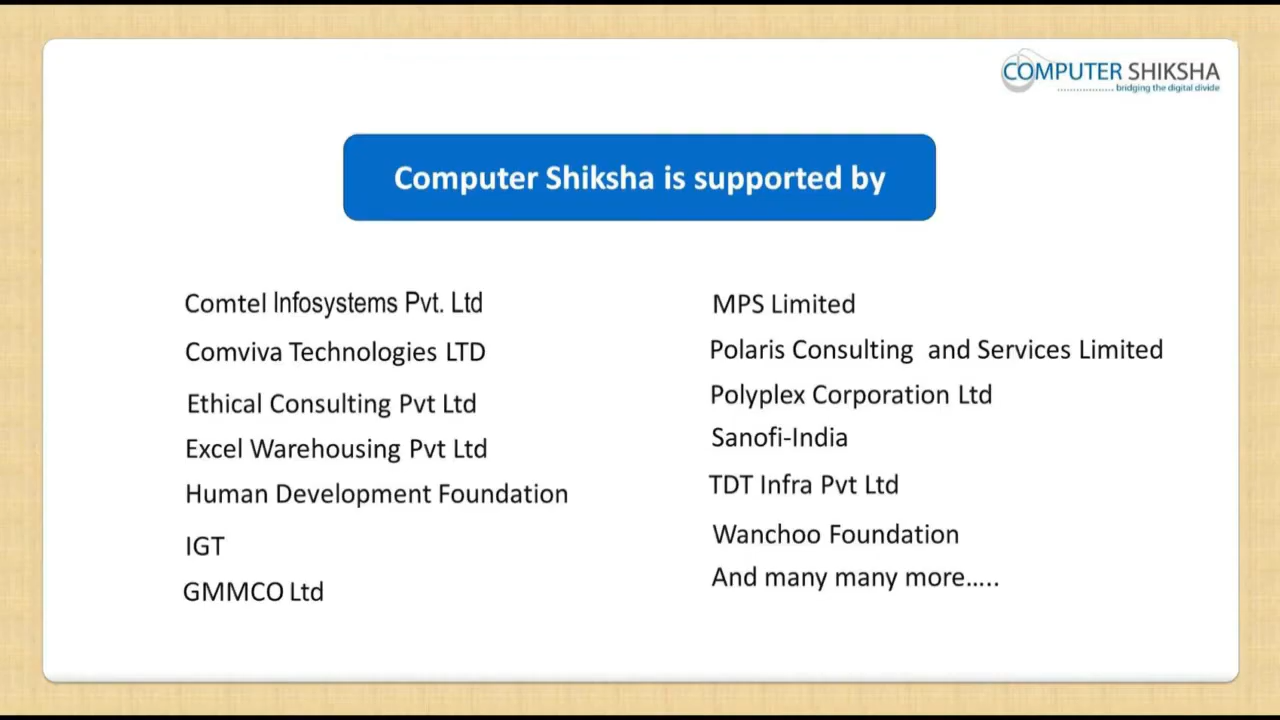 COMPUTER SHIKSHA
bridging the digital divide
Computer Shiksha is supported by
Comtel Infosystems Pvt. Ltd
Comviva Technologies LTD
Ethical Consulting Pvt Ltd
Excel Warehousing Pvt Ltd
Human Development Foundation
IGT
GMMCO Ltd
MPS Limited
Polaris Consulting and Services Limited
Polyplex Corporation Ltd
Sanofi-India
TDT Infra Pvt Ltd
Wanchoo Foundation
And many many more.....